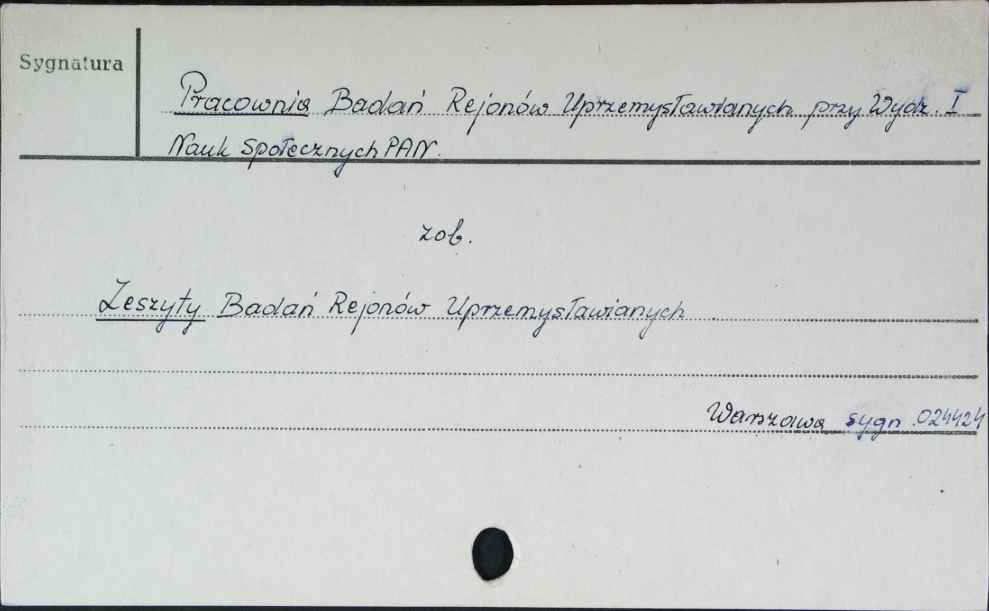 Sygnatura
Pracownia Badań Rejonów Uprzemysławianych przy Wydz. I
Nauk Społecznych PAN.
zob.
Zeszyty Badań Rejonów Uprzemysławianych
Warszawa sygn. 024424